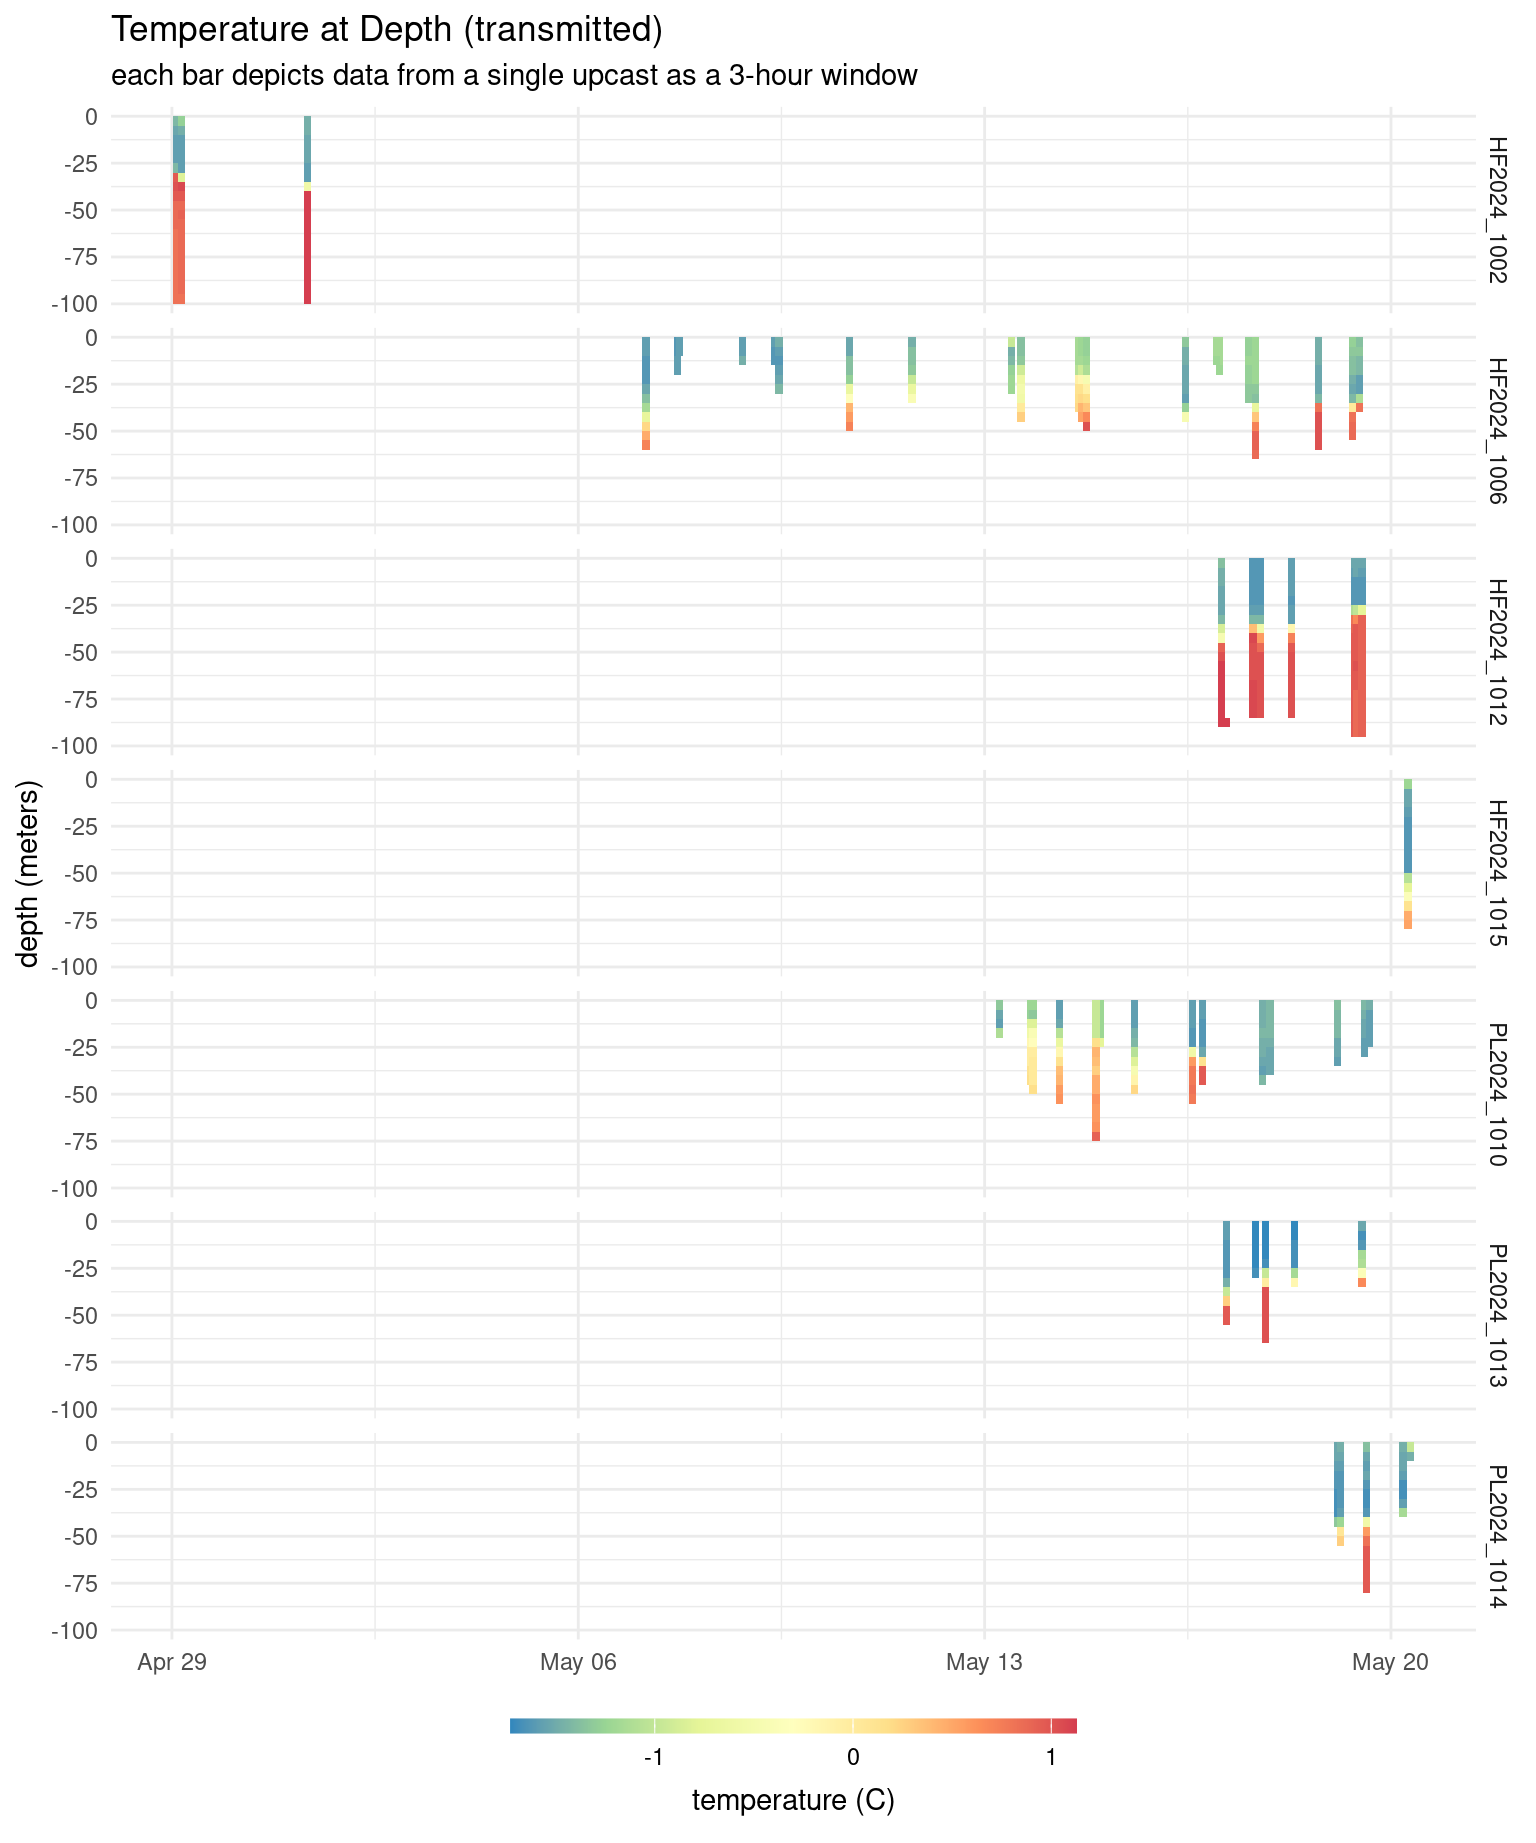 Temperature at Depth (transmitted)
each bar depicts data from a single upcast as a 3-hour window
0
-25
-50
-75
-100
HF2024_1002
0
-25
-50
-75
-100
HF2024_1006
0
-25
-50
-75
-100
HF2024_1012
0
-25
-50
-75
-100
HF2024_1015
depth (meters)
0
-25
-50
-75
-100
PL2024_1010
0
-25
-50
-75
-100
PL2024_1013
0
-25
-50
-75
-100
PL2024_1014
Apr 29 May 06 May 13 May 20
-1 0 1
temperature (C)